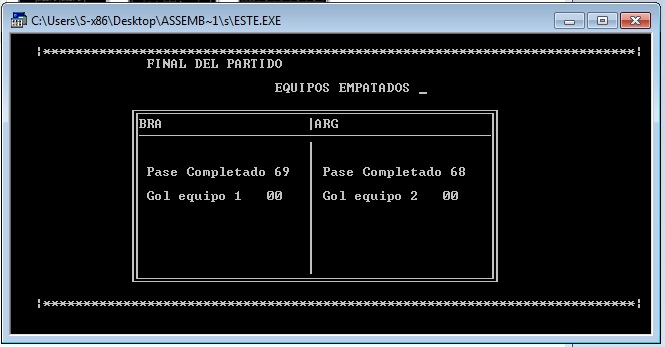 C:\Users\S-x86\Desktop\ASSEMB~1\s\ESTE.EXE
¦***************************************************************************¦
FINAL DEL PARTIDO
EQUIPOS EMPATADOS _
BRA |ARG
Pase Completado 69 Pase Completado 68
Gol equipo 1 00 Gol equipo 2 00
¦***************************************************************************¦